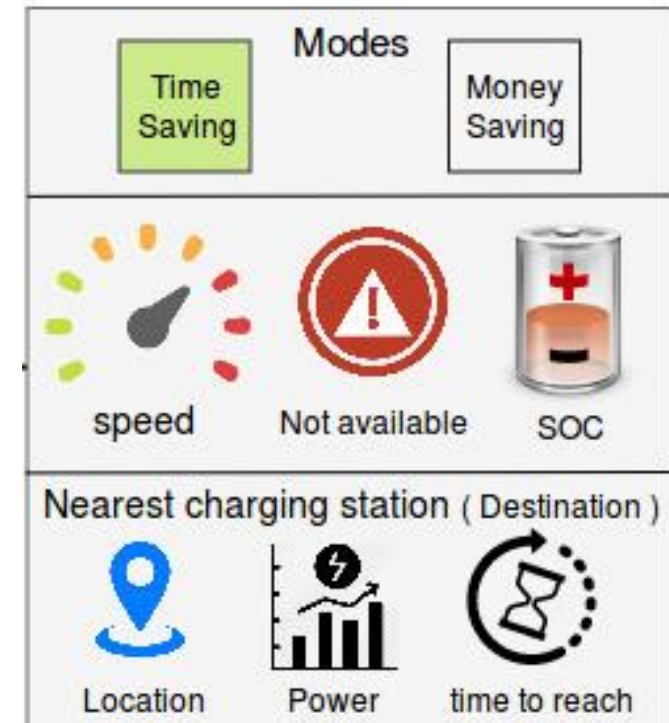 Modes
Time
Saving
Money
Saving
speed
Not available
SOC
Nearest charging station ( Destination )
Location
Power
time to reach